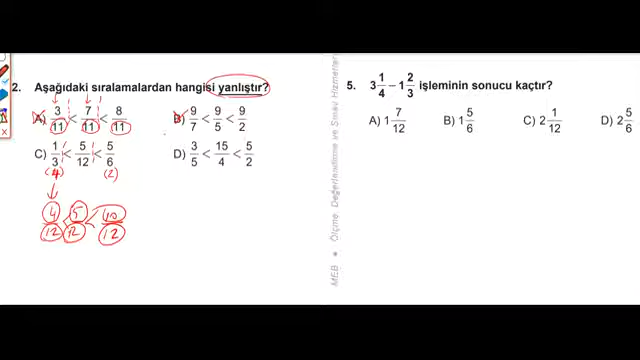 2. Aşağıdaki sıralamalardan hangisi yanlıştır?
A) 3/11 < 7/11 < 8/11
B) 9/7 < 9/5 < 9/2
C) 1/3 < 5/12 < 5/6
D) 3/5 < 15/4 < 5/2
(4) (2)
4/12 < 5/12 < 10/12
MEB ● Ölçme, Değerlendirme ve Sınav Hizmetleri
5. 3 1/4 − 1 2/3 işleminin sonucu kaçtır?
A) 1 7/12 B) 1 5/6 C) 2 1/12 D) 2 5/6